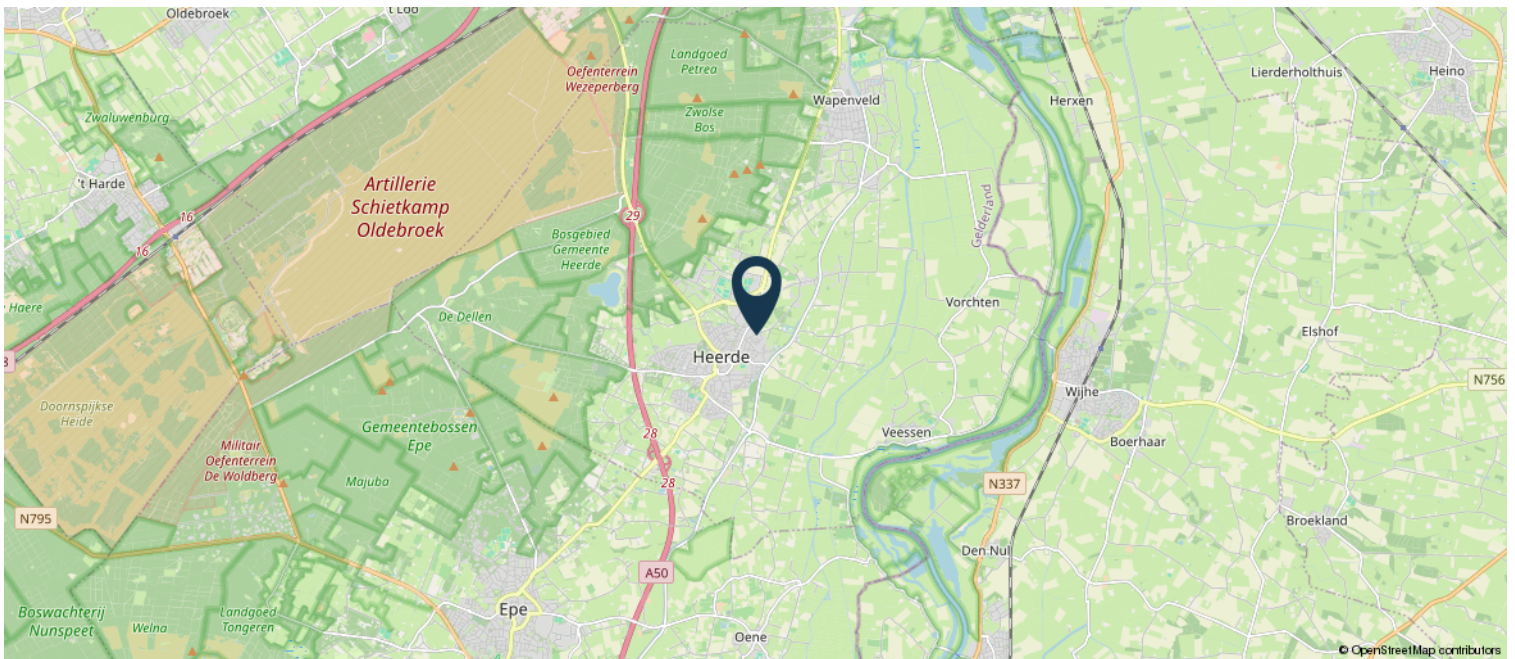 Oldebroek
't Loo
Landgoed
Petrea
Oefenterrein
Wezeperberg
Lierderholthuis
Heino
Wapenveld
Herxen
Zwaluwenburg
Zwolse
Bos
't Harde
Artillerie
Schietkamp
Oldebroek
16
29
Gelderland
16
Bosgebied
Gemeente
Heerde
Haere
De Dellen
Vorchten
Elshof
8
Heerde
N756
Wijhe
Doornspijkse
Heide
Gemeentebossen
Epe
28
Veessen
Boerhaar
Militair
Oefenterrein
De Woldberg
Majuba
28
N337
N795
Broekland
Den Nul
A50
Epe
Boswachterij
Nunspeet
Welna
Landgoed
Tongeren
Oene
© OpenStreetMap contributors